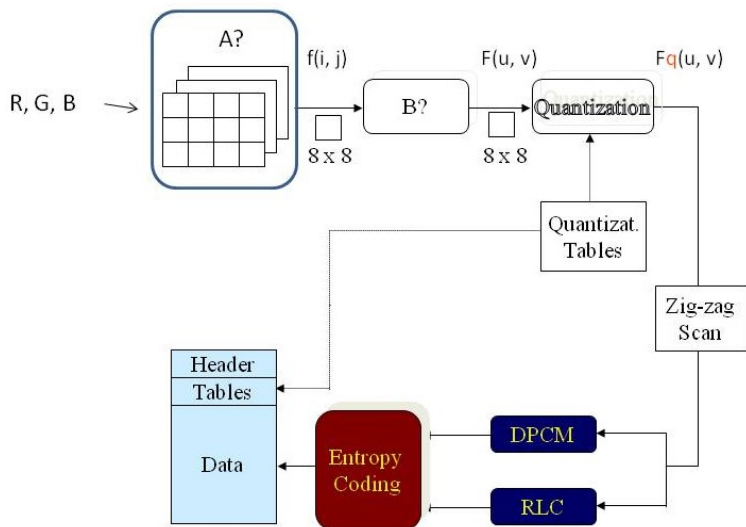 A?
f(i, j)
F(u, v)
Fq(u, v)
R, G, B
B?
Quantization
8 x 8
8 x 8
Quantizat.
Tables
Zig-zag
Scan
Header
Tables
Data
Entropy
Coding
DPCM
RLC